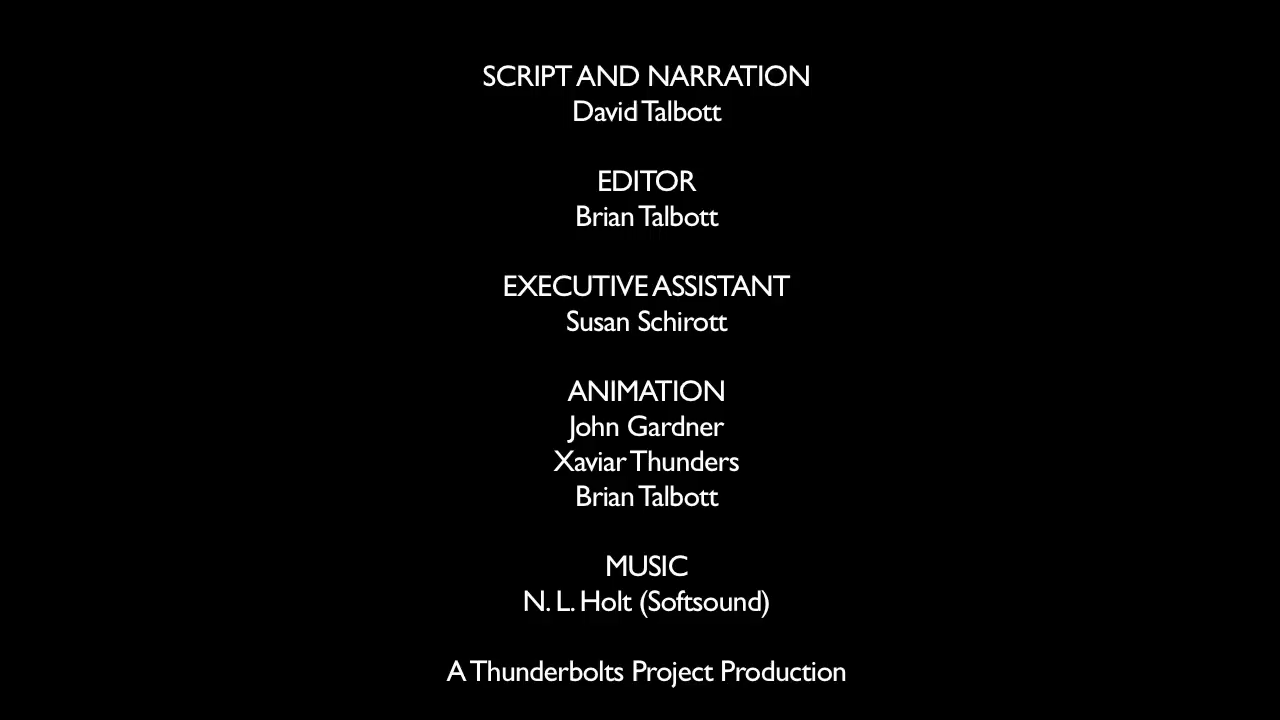 SCRIPT AND NARRATION
David Talbott
EDITOR
Brian Talbott
EXECUTIVE ASSISTANT
Susan Schirott
ANIMATION
John Gardner
Xaviar Thunders
Brian Talbott
MUSIC
N. L. Holt (Softsound)
A Thunderbolts Project Production